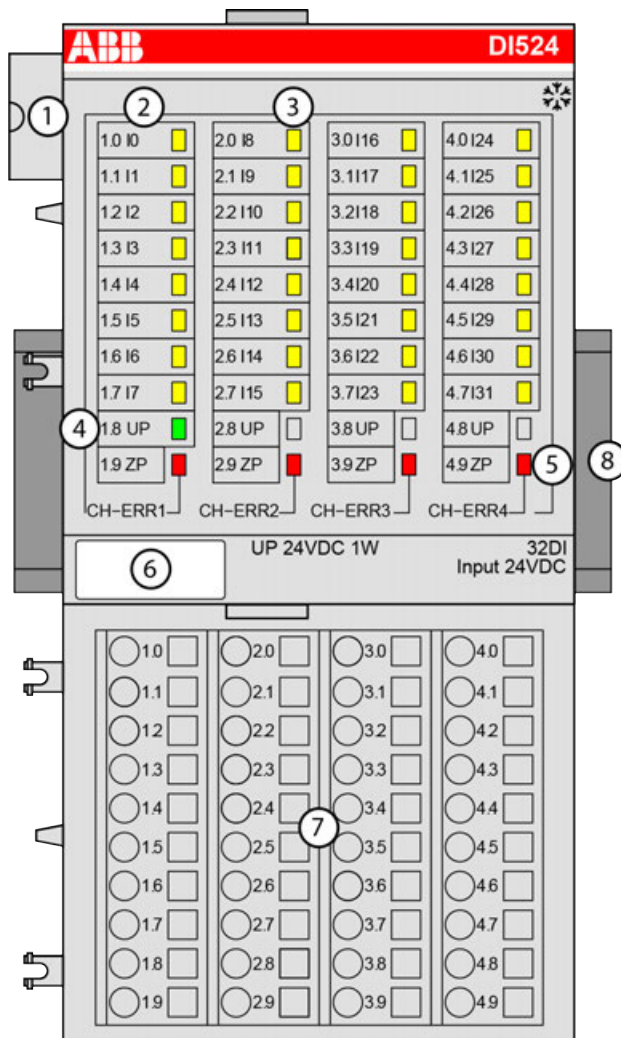 ABB DI524
1 2 3
1.0 I0 2.0 I8 3.0 I16 4.0 I24
1.1 I1 2.1 I9 3.1 I17 4.1 I25
1.2 I2 2.2 I10 3.2 I18 4.2 I26
1.3 I3 2.3 I11 3.3 I19 4.3 I27
1.4 I4 2.4 I12 3.4 I20 4.4 I28
1.5 I5 2.5 I13 3.5 I21 4.5 I29
1.6 I6 2.6 I14 3.6 I22 4.6 I30
1.7 I7 2.7 I15 3.7 I23 4.7 I31
4 1.8 UP 2.8 UP 3.8 UP 4.8 UP
1.9 ZP 2.9 ZP 3.9 ZP 4.9 ZP 5 8
CH-ERR1 CH-ERR2 CH-ERR3 CH-ERR4
6 UP 24VDC 1W 32DI
Input 24VDC
1.0 2.0 3.0 4.0
1.1 2.1 3.1 4.1
1.2 2.2 3.2 4.2
1.3 2.3 3.3 4.3
1.4 2.4 3.4 4.4
7
1.5 2.5 3.5 4.5
1.6 2.6 3.6 4.6
1.7 2.7 3.7 4.7
1.8 2.8 3.8 4.8
1.9 2.9 3.9 4.9